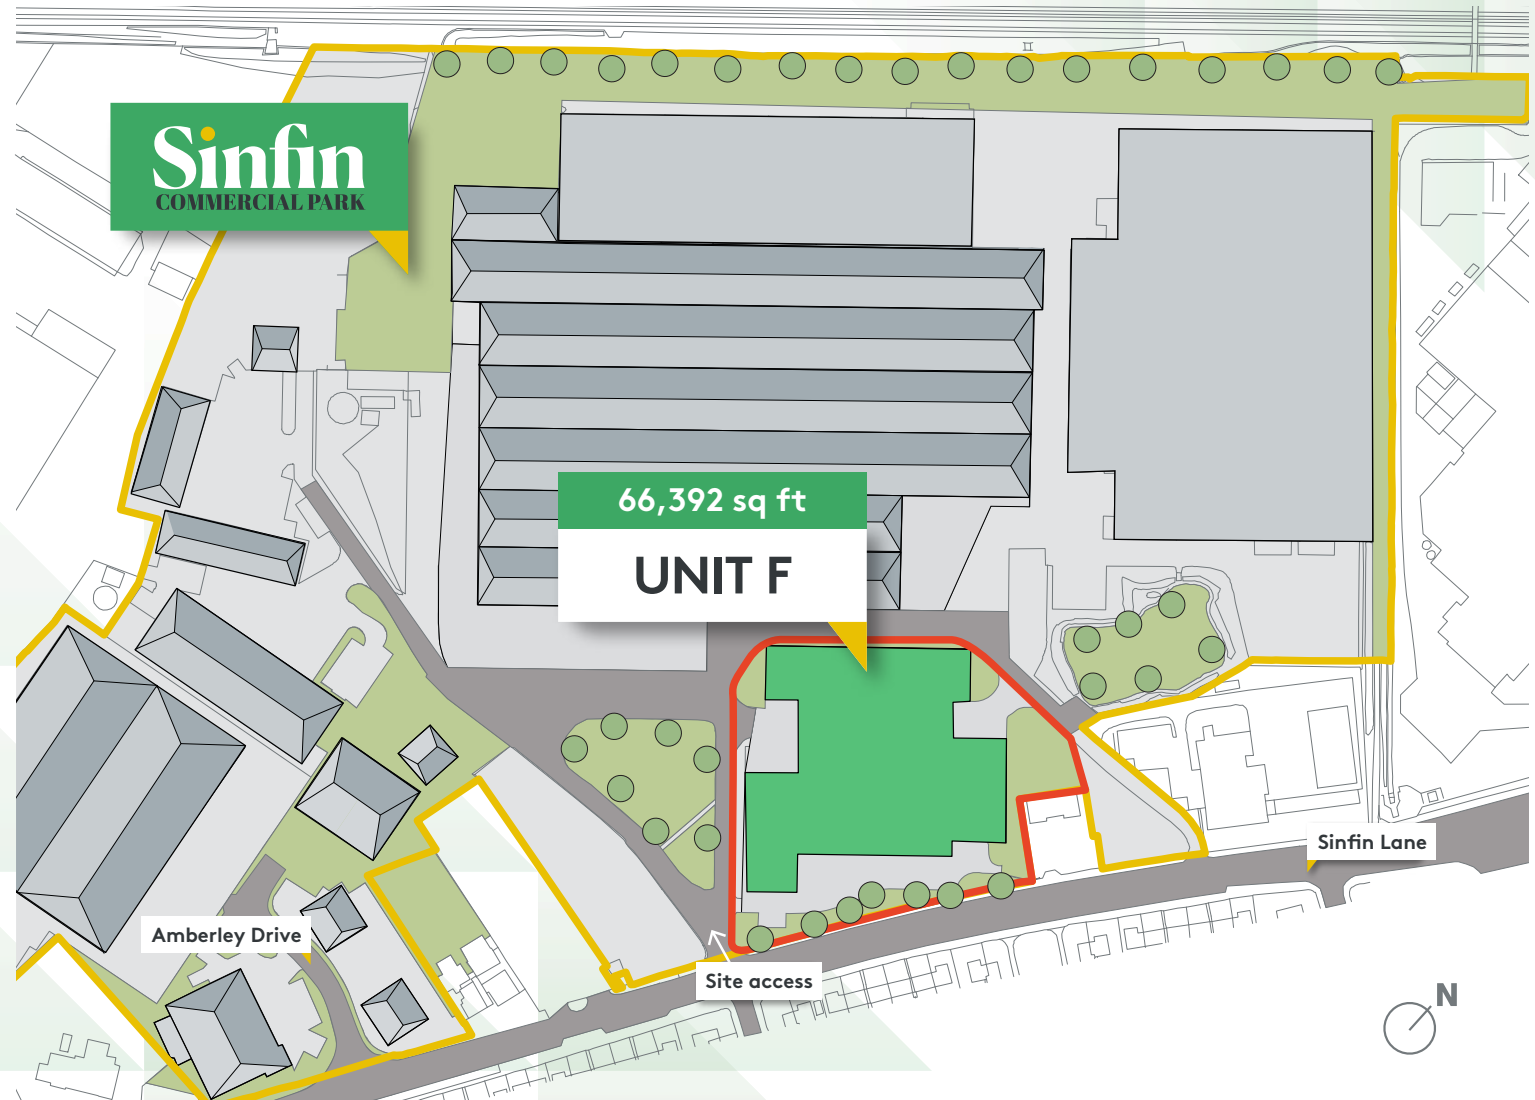 Sinfin
COMMERCIAL PARK
66,392 sq ft
UNIT F
Sinfin Lane
Amberley Drive
Site access
N